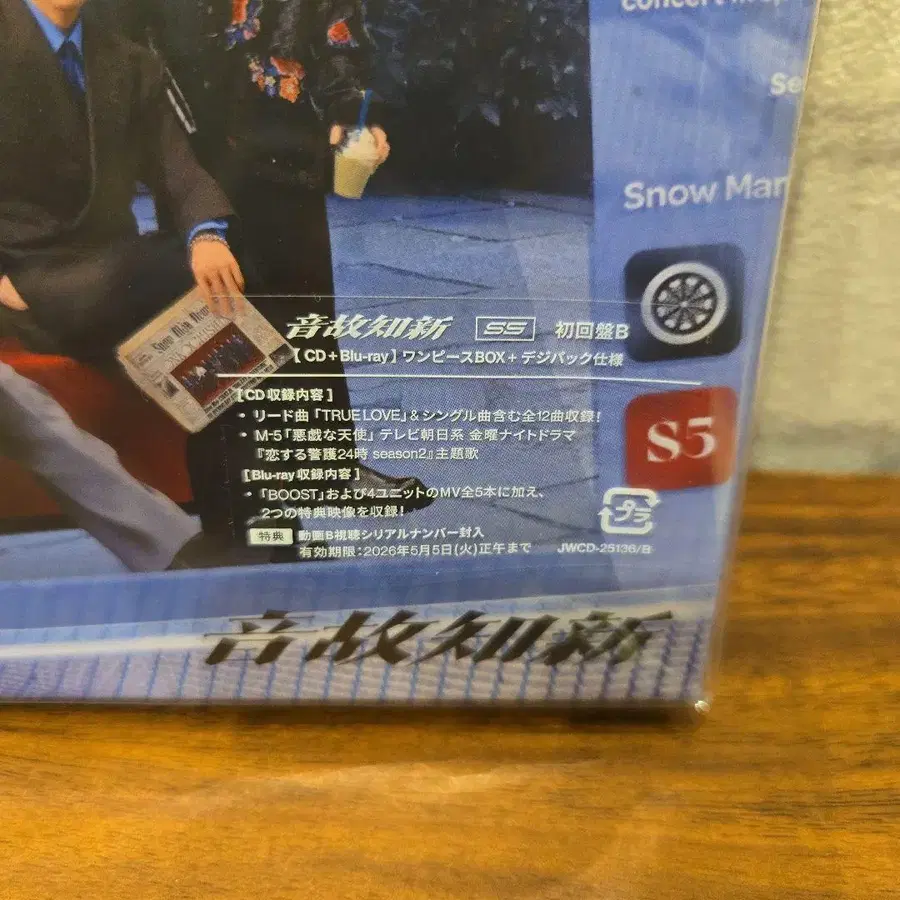 concert
Se
Snow Man
Snow Man News
音故知新 SS 初回盤B
【 CD+Blu-ray 】 ワンピースBOX+デジパック仕様
【CD収録内容】
・ リード曲「TRUE LOVE」& シングル曲含む全12曲収録!
・ M-5「悪戯な天使」テレビ朝日系 金曜ナイトドラマ
『恋する警護24時 season2』主題歌
S5
【Blu-ray収録内容】
・ 「BOOST」および4ユニットのMV全5本に加え、
2つの特典映像を収録!
プラ
特典 動画B視聴シリアルナンバー封入
有効期限:2026年5月5日(火)正午まで JWCD-25136/B
音故知新